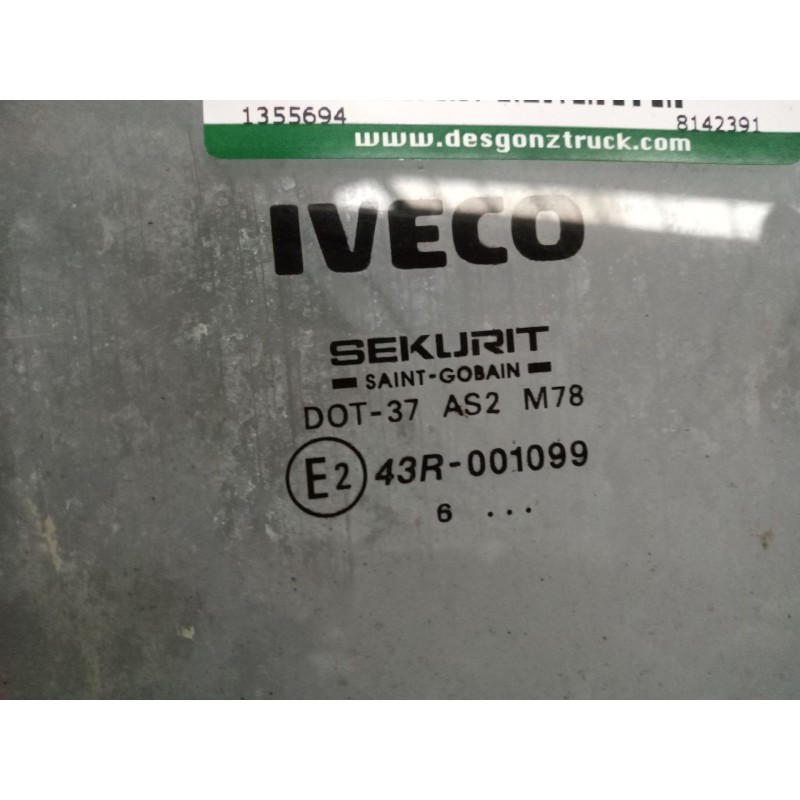 1355694
8142391
www.desgonztruck.com
IVECO
SEKURIT
SAINT-GOBAIN
DOT-37 AS2 M78
E2 43R-001099
6 ...